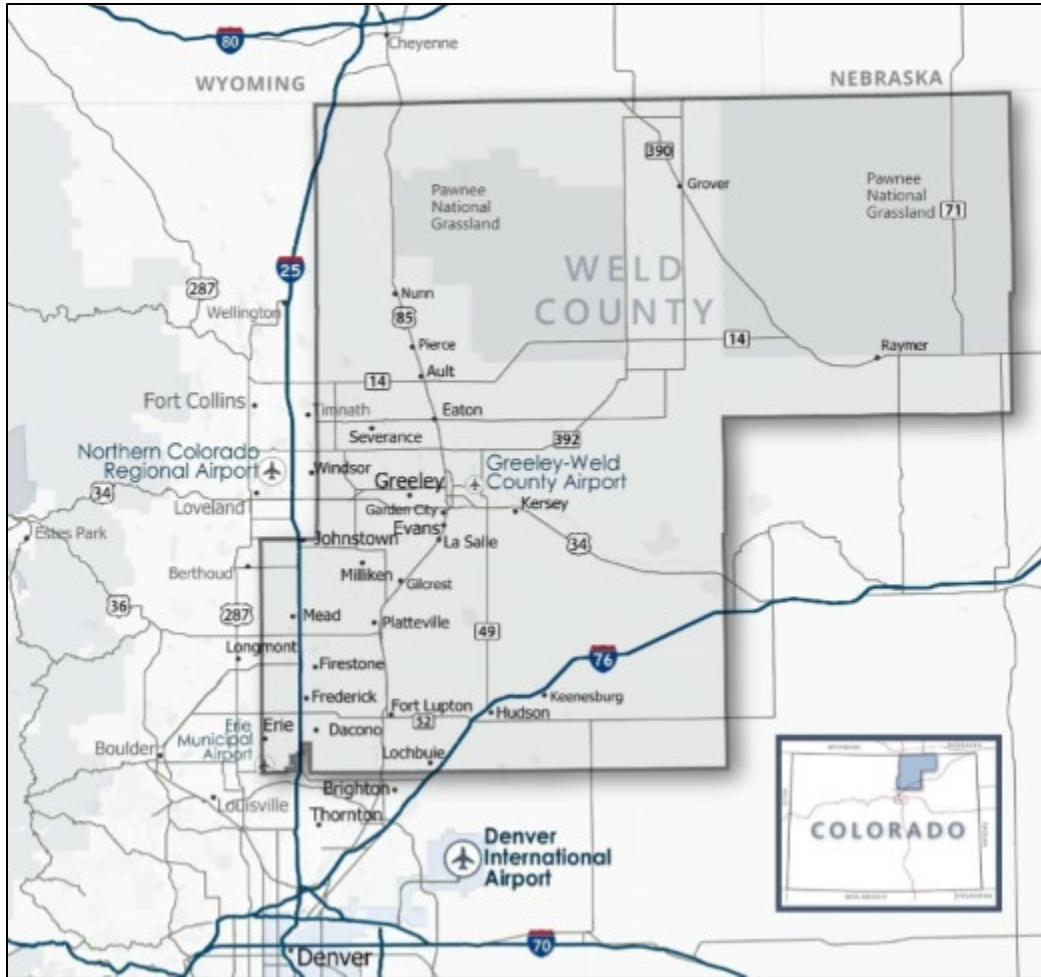 80
Cheyenne
WYOMING
NEBRASKA
390
Grover
Pawnee
National
Grassland
Pawnee
National
Grassland
71
25
WELD
COUNTY
287
Wellington
Nunn
85
Pierce
14
Raymer
Ault
14
Fort Collins
Timnath
Eaton
Severance
392
Northern Colorado
Regional Airport
Windsor
Greeley-Weld
County Airport
Greeley
34
Loveland
Garden City
Kersey
Evans
Estes Park
Johnstown
La Salle
34
Berthoud
Milliken
Gilcrest
36
287
Mead
Platteville
49
Longmont
Firestone
76
Frederick
Keenesburg
Fort Lupton
Hudson
52
Erie
Municipal
Airport
Erie
Dacono
Boulder
Lochbuie
Brighton
Louisville
Thornton
COLORADO
Denver
International
Airport
70
Denver